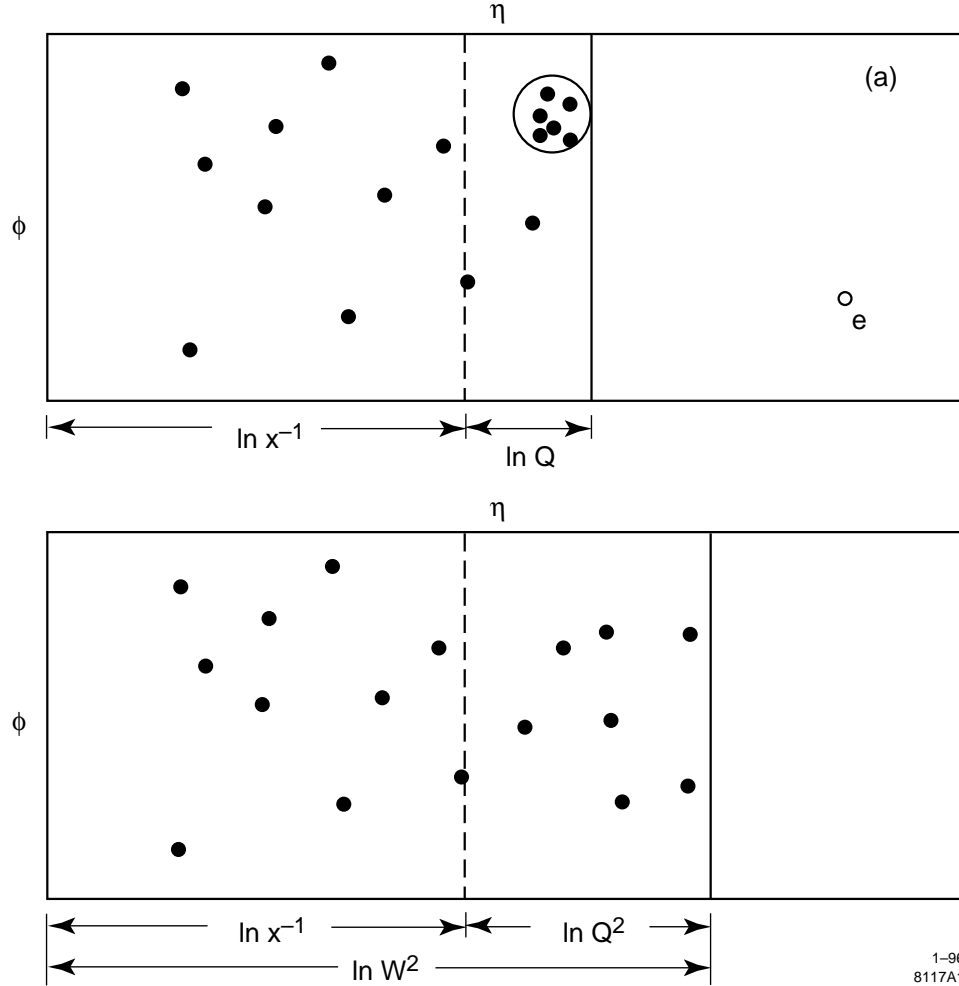 η
(a)
φ
e
ln x⁻¹
ln Q
η
φ
ln x⁻¹
ln Q²
ln W²
1–96
8117A1